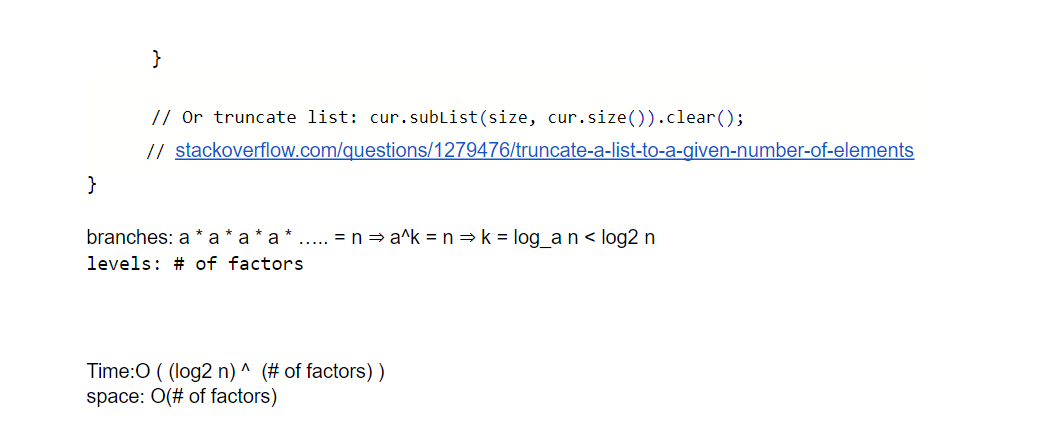 }
// Or truncate list: cur.subList(size, cur.size()).clear();
// stackoverflow.com/questions/1279476/truncate-a-list-to-a-given-number-of-elements
}
branches: a * a * a * a * ….. = n ⇒ a^k = n ⇒ k = log_a n < log2 n
levels: # of factors
Time:O ( (log2 n) ^  (# of factors) )
space: O(# of factors)